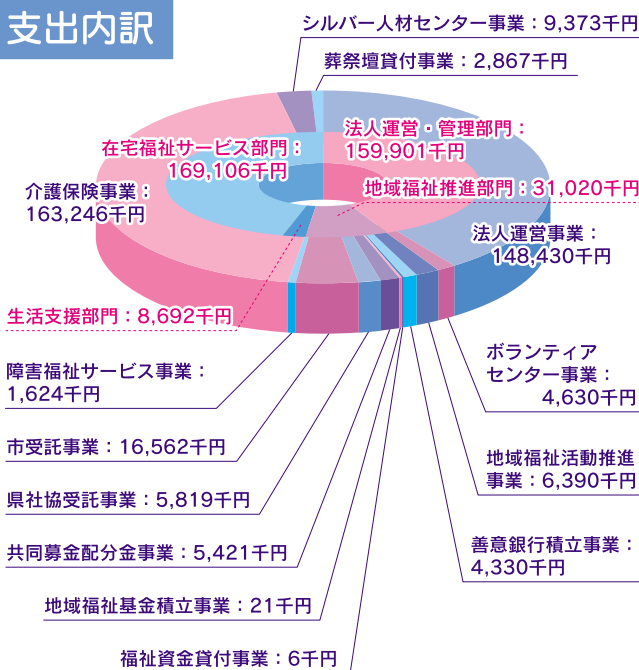 支出内訳
シルバー人材センター事業：9,373千円
葬祭壇貸付事業：2,867千円
法人運営・管理部門：
159,901千円
在宅福祉サービス部門：
169,106千円
地域福祉推進部門：31,020千円
介護保険事業：
163,246千円
法人運営事業：
148,430千円
生活支援部門：8,692千円
障害福祉サービス事業：
1,624千円
ボランティア
センター事業：
4,630千円
市受託事業：16,562千円
地域福祉活動推進
事業：6,390千円
県社協受託事業：5,819千円
善意銀行積立事業：
4,330千円
共同募金配分金事業：5,421千円
地域福祉基金積立事業：21千円
福祉資金貸付事業：6千円